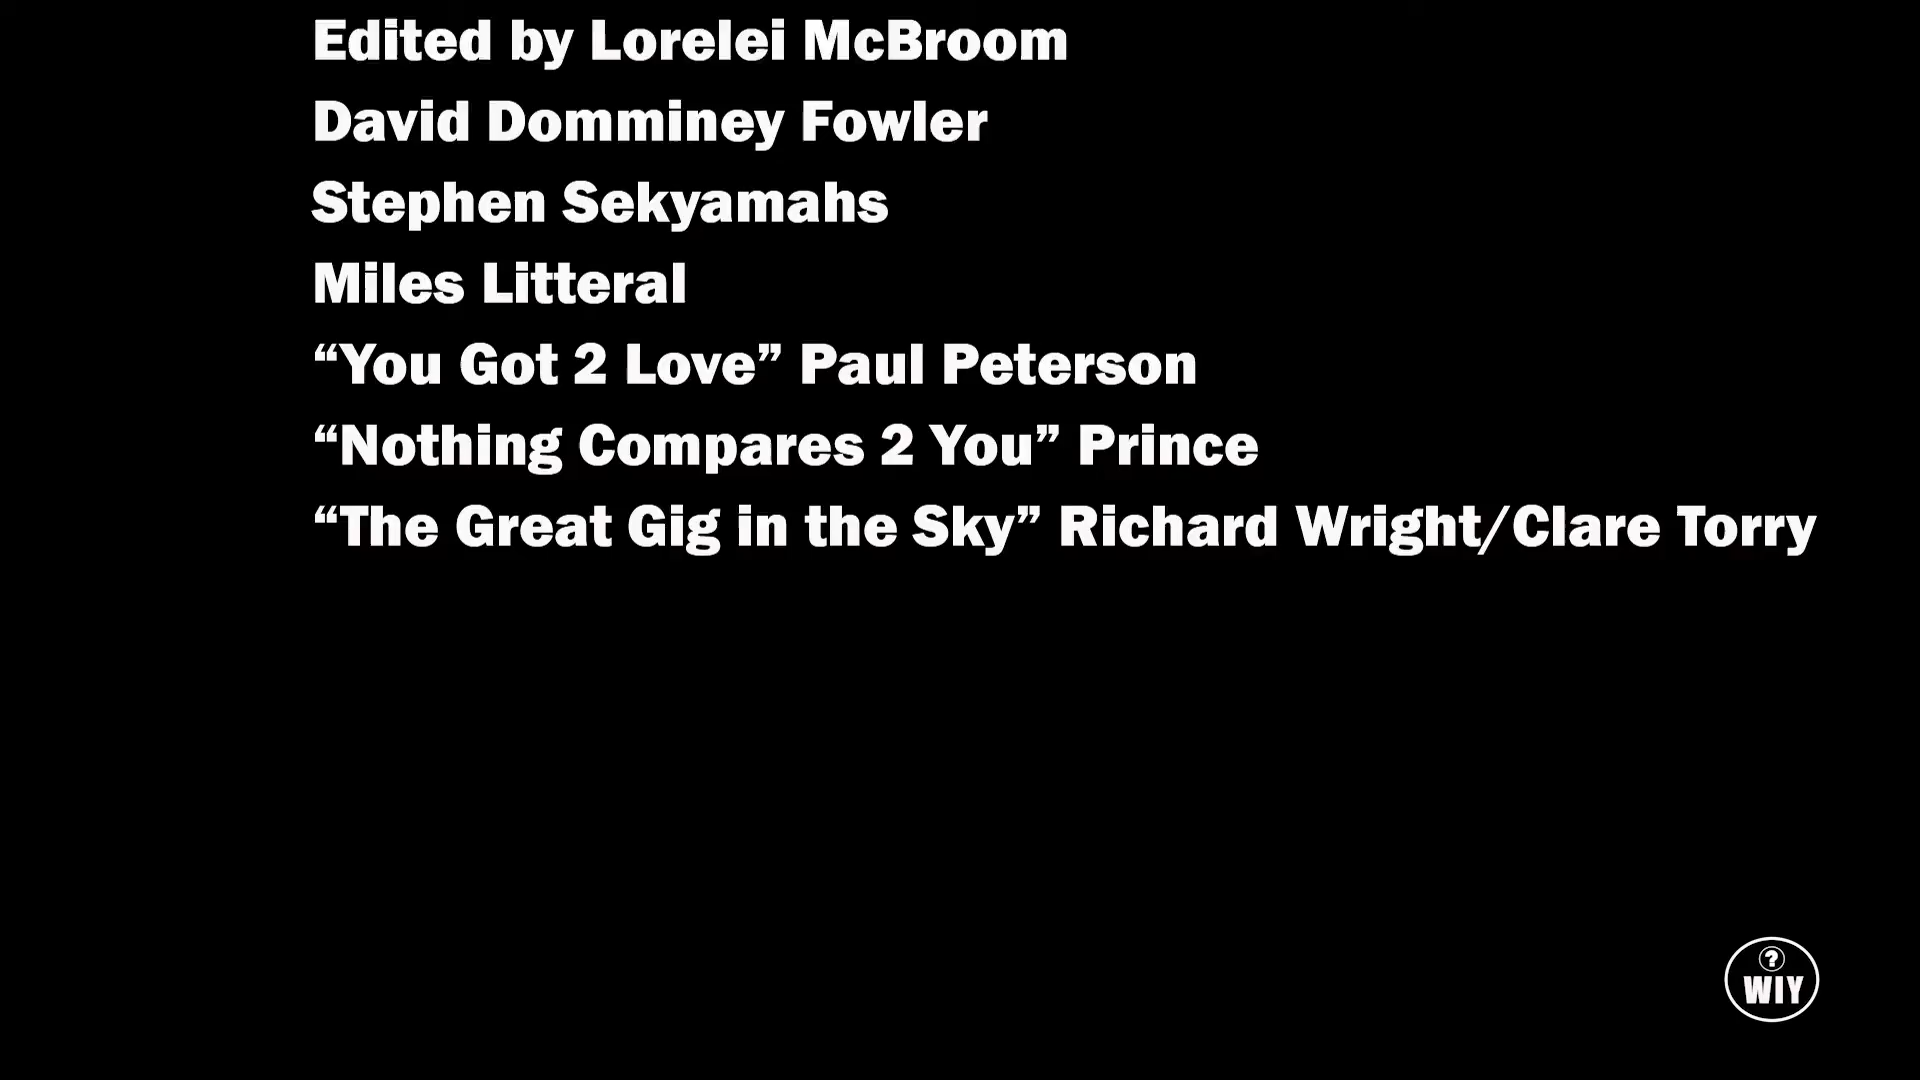 Edited by Lorelei McBroom
David Domminey Fowler
Stephen Sekyamahs
Miles Litteral
“You Got 2 Love” Paul Peterson
“Nothing Compares 2 You” Prince
“The Great Gig in the Sky” Richard Wright/Clare Torry
?
WIY